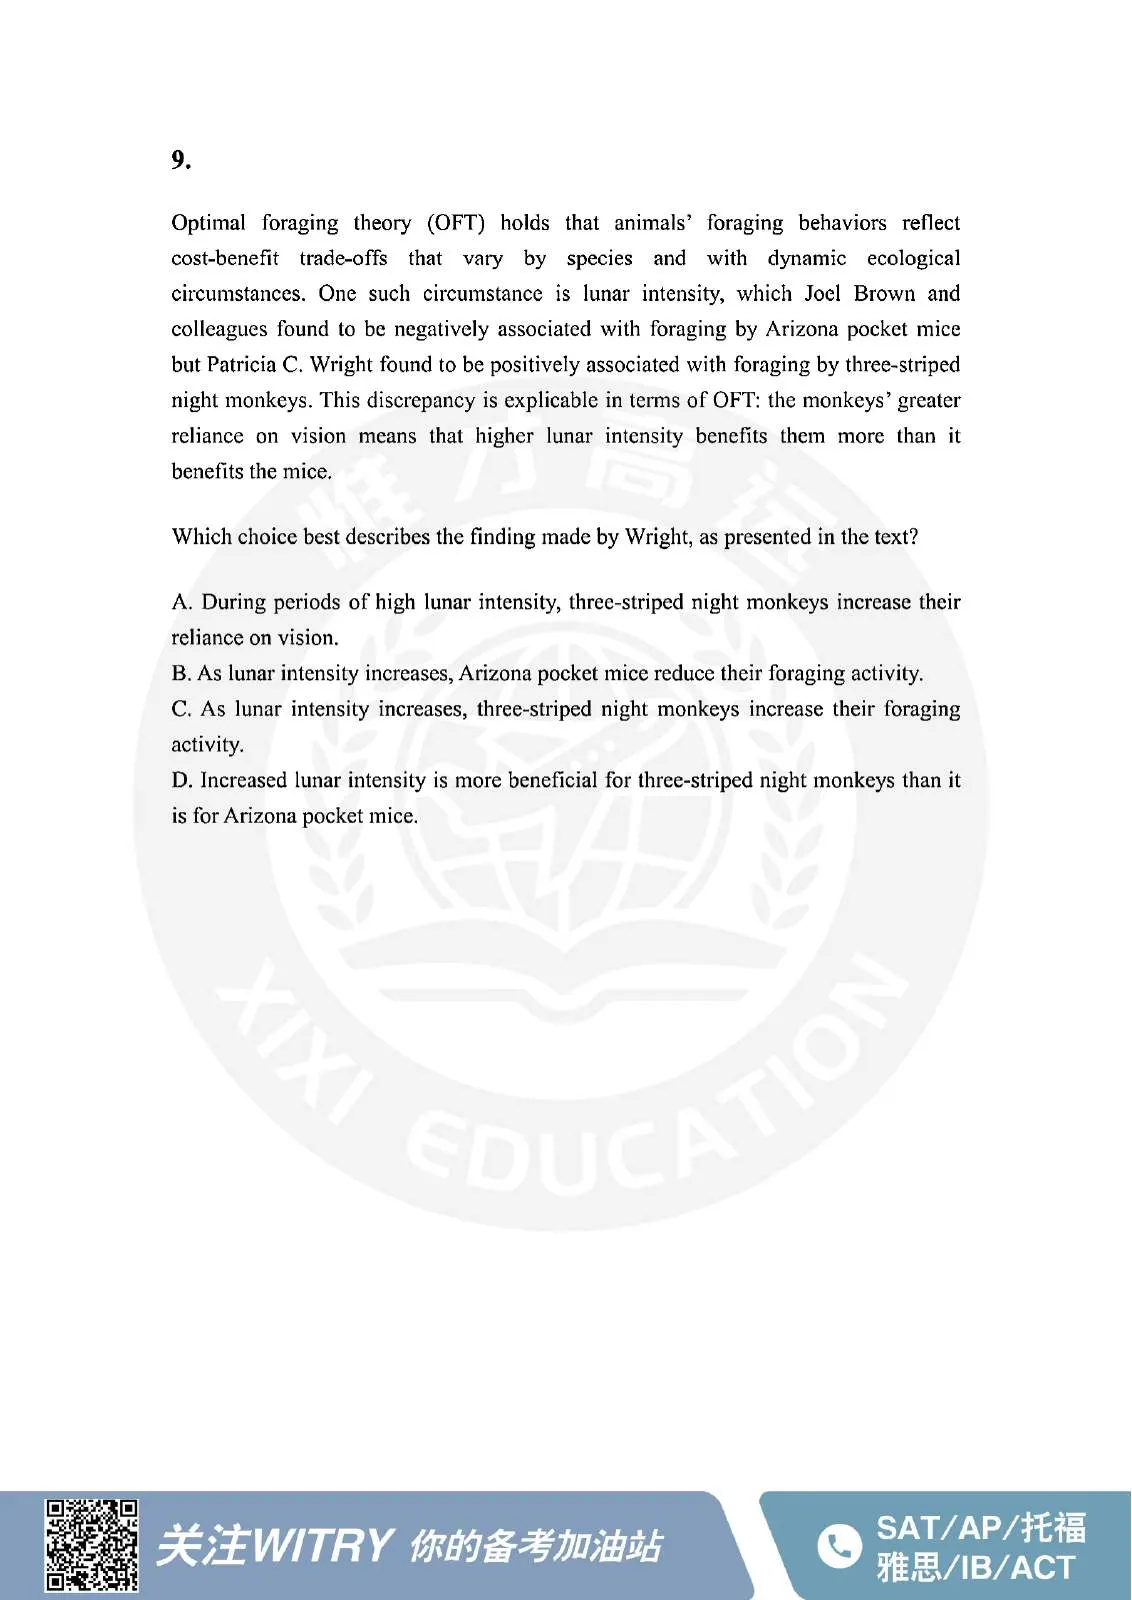 9.
Optimal foraging theory (OFT) holds that animals' foraging behaviors reflect
cost-benefit trade-offs that vary by species and with dynamic ecological
circumstances. One such circumstance is lunar intensity, which Joel Brown and
colleagues found to be negatively associated with foraging by Arizona pocket mice
but Patricia C. Wright found to be positively associated with foraging by three-striped
night monkeys. This discrepancy is explicable in terms of OFT: the monkeys' greater
reliance on vision means that higher lunar intensity benefits them more than it
benefits the mice.
Which choice best describes the finding made by Wright, as presented in the text?
A. During periods of high lunar intensity, three-striped night monkeys increase their
reliance on vision.
B. As lunar intensity increases, Arizona pocket mice reduce their foraging activity.
C. As lunar intensity increases, three-striped night monkeys increase their foraging
activity.
D. Increased lunar intensity is more beneficial for three-striped night monkeys than it
is for Arizona pocket mice.
惟方高远
XIXI EDUCATION
关注WITRY 你的备考加油站
SAT/AP/托福
雅思/IB/ACT